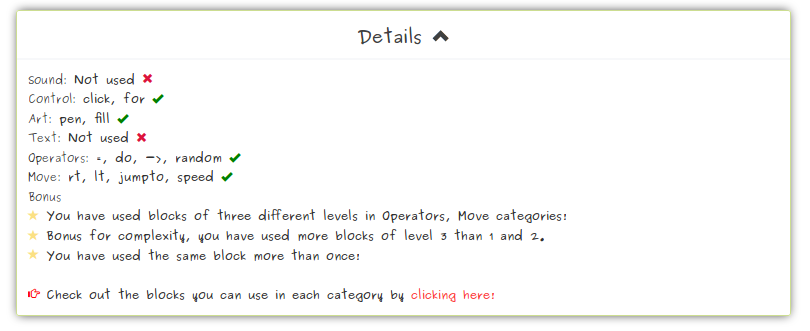 Details
Sound: Not used
Control: click, for
Art: pen, fill
Text: Not used
Operators: =, do, ->, random
Move: rt, lt, jumpto, speed
Bonus
You have used blocks of three different levels in Operators, Move categories!
Bonus for complexity, you have used more blocks of level 3 than 1 and 2.
You have used the same block more than once!
Check out the blocks you can use in each category by clicking here!